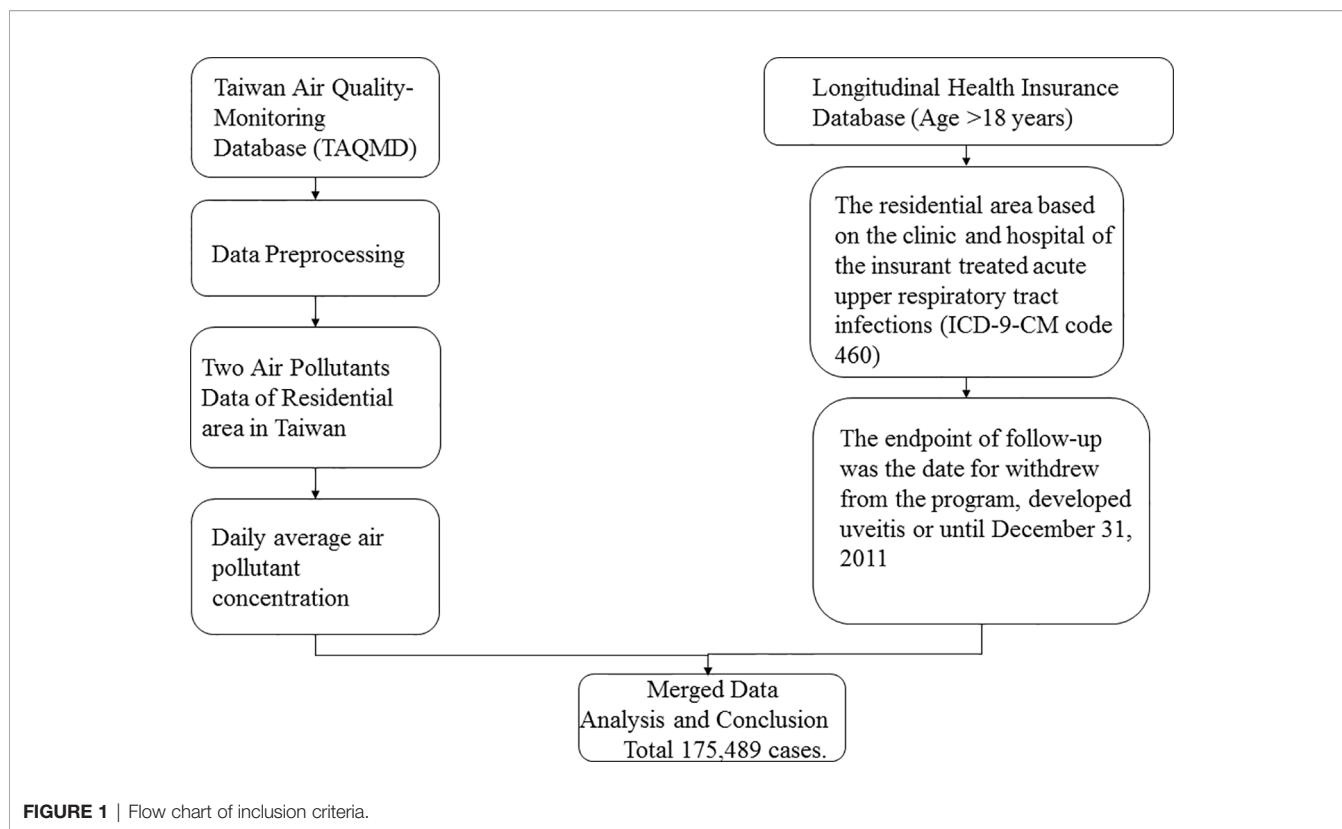 Taiwan Air Quality-
Monitoring
Database (TAQMD)
Data Preprocessing
Two Air Pollutants
Data of Residential
area in Taiwan
Daily average air
pollutant
concentration
Longitudinal Health Insurance
Database (Age >18 years)
The residential area based
on the clinic and hospital of
the insurant treated acute
upper respiratory tract
infections (ICD-9-CM code
460)
The endpoint of follow-up
was the date for withdrew
from the program, developed
uveitis or until December 31,
2011
Merged Data
Analysis and Conclusion
Total 175,489 cases.
FIGURE 1 | Flow chart of inclusion criteria.